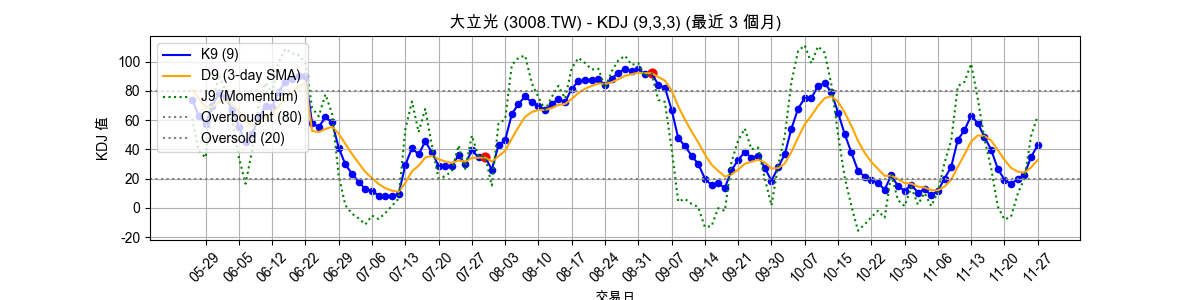 大立光 (3008.TW) - KDJ (9,3,3) (最近 3 個月)
K9 (9)
D9 (3-day SMA)
J9 (Momentum)
Overbought (80)
Oversold (20)
KDJ 值
100
80
60
40
20
0
-20
05-29 06-05 06-12 06-22 06-29 07-06 07-13 07-20 07-27 08-03 08-10 08-17 08-24 08-31 09-07 09-14 09-21 09-30 10-07 10-15 10-22 10-30 11-06 11-13 11-20 11-27
交易日